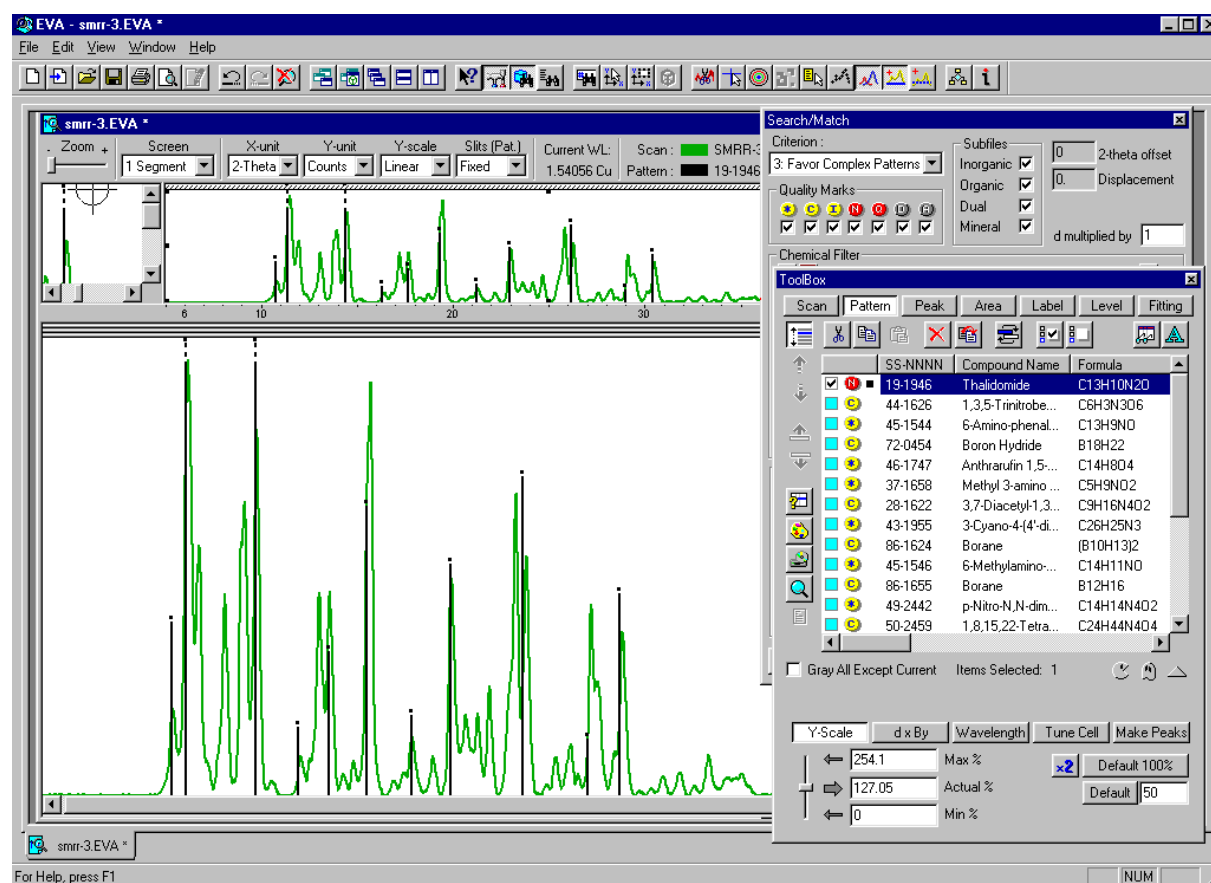 EVA - smrr-3.EVA *
File Edit View Window Help
smrr-3.EVA *
- Zoom +
Screen
X-unit
Y-unit
Y-scale
Slits (Pat.)
Current WL:
Scan :
SMRR-3
1 Segment
2-Theta
Counts
Linear
Fixed
1.54056 Cu
Pattern :
19-1946
6 10 20 30
Search/Match
Criterion :
3: Favor Complex Patterns
Quality Marks
Subfiles
Inorganic
Organic
Dual
Mineral
0 2-theta offset
0. Displacement
d multiplied by 1
Chemical Filter
ToolBox
Scan Pattern Peak Area Label Level Fitting
SS-NNNN Compound Name Formula
N 19-1946 Thalidomide C13H10N2O
C 44-1626 1,3,5-Trinitrobe... C6H3N3O6
* 45-1544 6-Amino-phenal... C13H9NO
C 72-0454 Boron Hydride B18H22
* 46-1747 Anthrarufin 1,5-... C14H8O4
* 37-1658 Methyl 3-amino ... C5H9NO2
C 28-1622 3,7-Diacetyl-1,3... C9H16N4O2
* 43-1955 3-Cyano-4-(4'-di... C26H25N3
C 86-1624 Borane (B10H13)2
* 45-1546 6-Methylamino-... C14H11NO
C 86-1655 Borane B12H16
* 49-2442 p-Nitro-N,N-dim... C14H14N4O2
C 50-2459 1,8,15,22-Tetra... C24H44N4O4
Gray All Except Current Items Selected: 1
Y-Scale d x By Wavelength Tune Cell Make Peaks
254.1 Max % ×2 Default 100%
127.05 Actual % Default 50
0 Min %
smrr-3.EVA *
For Help, press F1
NUM